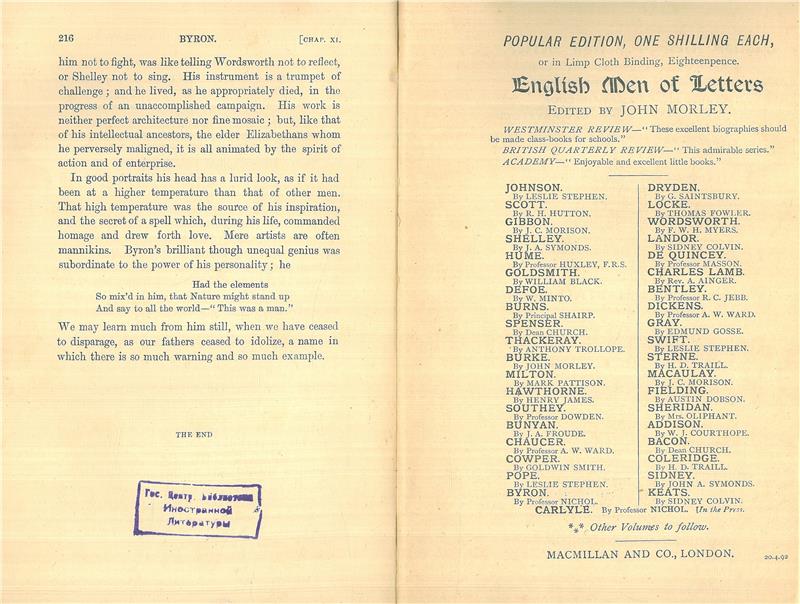 216 BYRON. [CHAP. XI.
him not to fight, was like telling Wordsworth not to reflect,
or Shelley not to sing. His instrument is a trumpet of
challenge; and he lived, as he appropriately died, in the
progress of an unaccomplished campaign. His work is
neither perfect architecture nor fine mosaic; but, like that
of his intellectual ancestors, the elder Elizabethans whom
he perversely maligned, it is all animated by the spirit of
action and of enterprise.
In good portraits his head has a lurid look, as if it had
been at a higher temperature than that of other men.
That high temperature was the source of his inspiration,
and the secret of a spell which, during his life, commanded
homage and drew forth love. Mere artists are often
mannikins. Byron's brilliant though unequal genius was
subordinate to the power of his personality; he
Had the elements
So mix'd in him, that Nature might stand up
And say to all the world—"This was a man."
We may learn much from him still, when we have ceased
to disparage, as our fathers ceased to idolize, a name in
which there is so much warning and so much example.
THE END
Гос. Центр. Библиотека
Иностранной
Литературы
POPULAR EDITION, ONE SHILLING EACH,
or in Limp Cloth Binding, Eighteenpence.
English Men of Letters
EDITED BY JOHN MORLEY.
WESTMINSTER REVIEW—"These excellent biographies should
be made class-books for schools."
BRITISH QUARTERLY REVIEW—"This admirable series."
ACADEMY—"Enjoyable and excellent little books."
JOHNSON.
By LESLIE STEPHEN.
SCOTT.
By R. H. HUTTON.
GIBBON.
By J. C. MORISON.
SHELLEY.
By J. A. SYMONDS.
HUME.
By Professor HUXLEY, F.R.S.
GOLDSMITH.
By WILLIAM BLACK.
DEFOE.
By W. MINTO.
BURNS.
By Principal SHAIRP.
SPENSER.
By Dean CHURCH.
THACKERAY.
By ANTHONY TROLLOPE.
BURKE.
By JOHN MORLEY.
MILTON.
By MARK PATTISON.
HAWTHORNE.
By HENRY JAMES.
SOUTHEY.
By Professor DOWDEN.
BUNYAN.
By J. A. FROUDE.
CHAUCER.
By Professor A. W. WARD.
COWPER.
By GOLDWIN SMITH.
POPE.
By LESLIE STEPHEN.
BYRON.
By Professor NICHOL.
DRYDEN.
By G. SAINTSBURY.
LOCKE.
By THOMAS FOWLER.
WORDSWORTH.
By F. W. H. MYERS.
LANDOR.
By SIDNEY COLVIN.
DE QUINCEY.
By Professor MASSON.
CHARLES LAMB.
By Rev. A. AINGER.
BENTLEY.
By Professor R. C. JEBB.
DICKENS.
By Professor A. W. WARD.
GRAY.
By EDMUND GOSSE.
SWIFT.
By LESLIE STEPHEN.
STERNE.
By H. D. TRAILL.
MACAULAY.
By J. C. MORISON.
FIELDING.
By AUSTIN DOBSON.
SHERIDAN.
By Mrs. OLIPHANT.
ADDISON.
By W. J. COURTHOPE.
BACON.
By Dean CHURCH.
COLERIDGE.
By H. D. TRAILL.
SIDNEY.
By JOHN A. SYMONDS.
KEATS.
By SIDNEY COLVIN.
CARLYLE. By Professor NICHOL. [In the Press.
*** Other Volumes to follow.
MACMILLAN AND CO., LONDON.
20.4.92